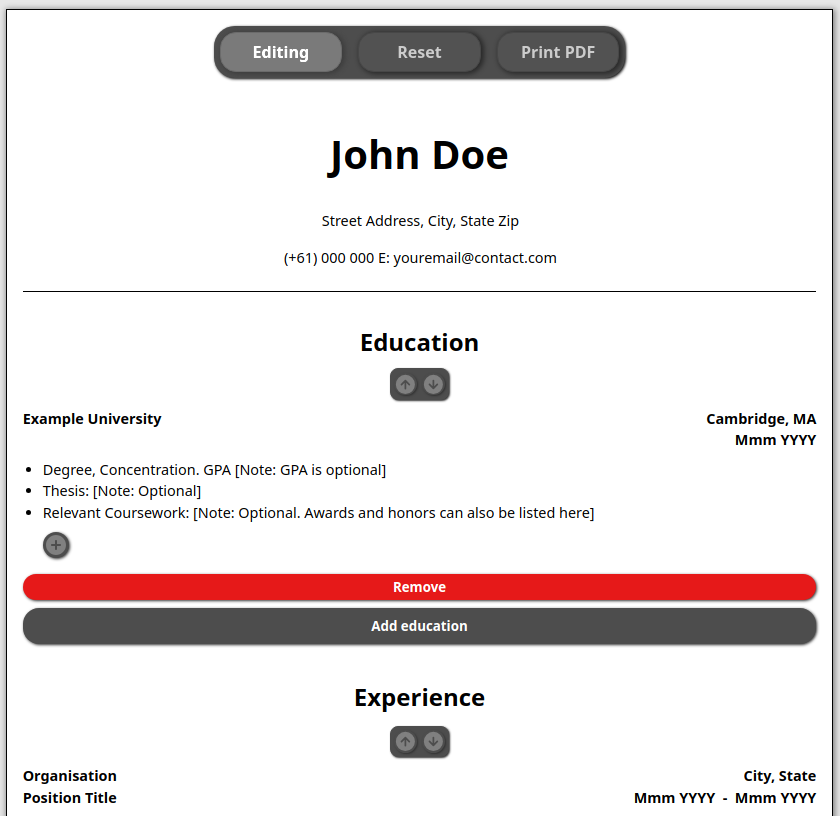 Editing Reset Print PDF
John Doe
Street Address, City, State Zip
(+61) 000 000 E: youremail@contact.com
Education
Example University Cambridge, MA
Mmm YYYY
Degree, Concentration. GPA [Note: GPA is optional]
Thesis: [Note: Optional]
Relevant Coursework: [Note: Optional. Awards and honors can also be listed here]
Remove
Add education
Experience
Organisation City, State
Position Title Mmm YYYY - Mmm YYYY